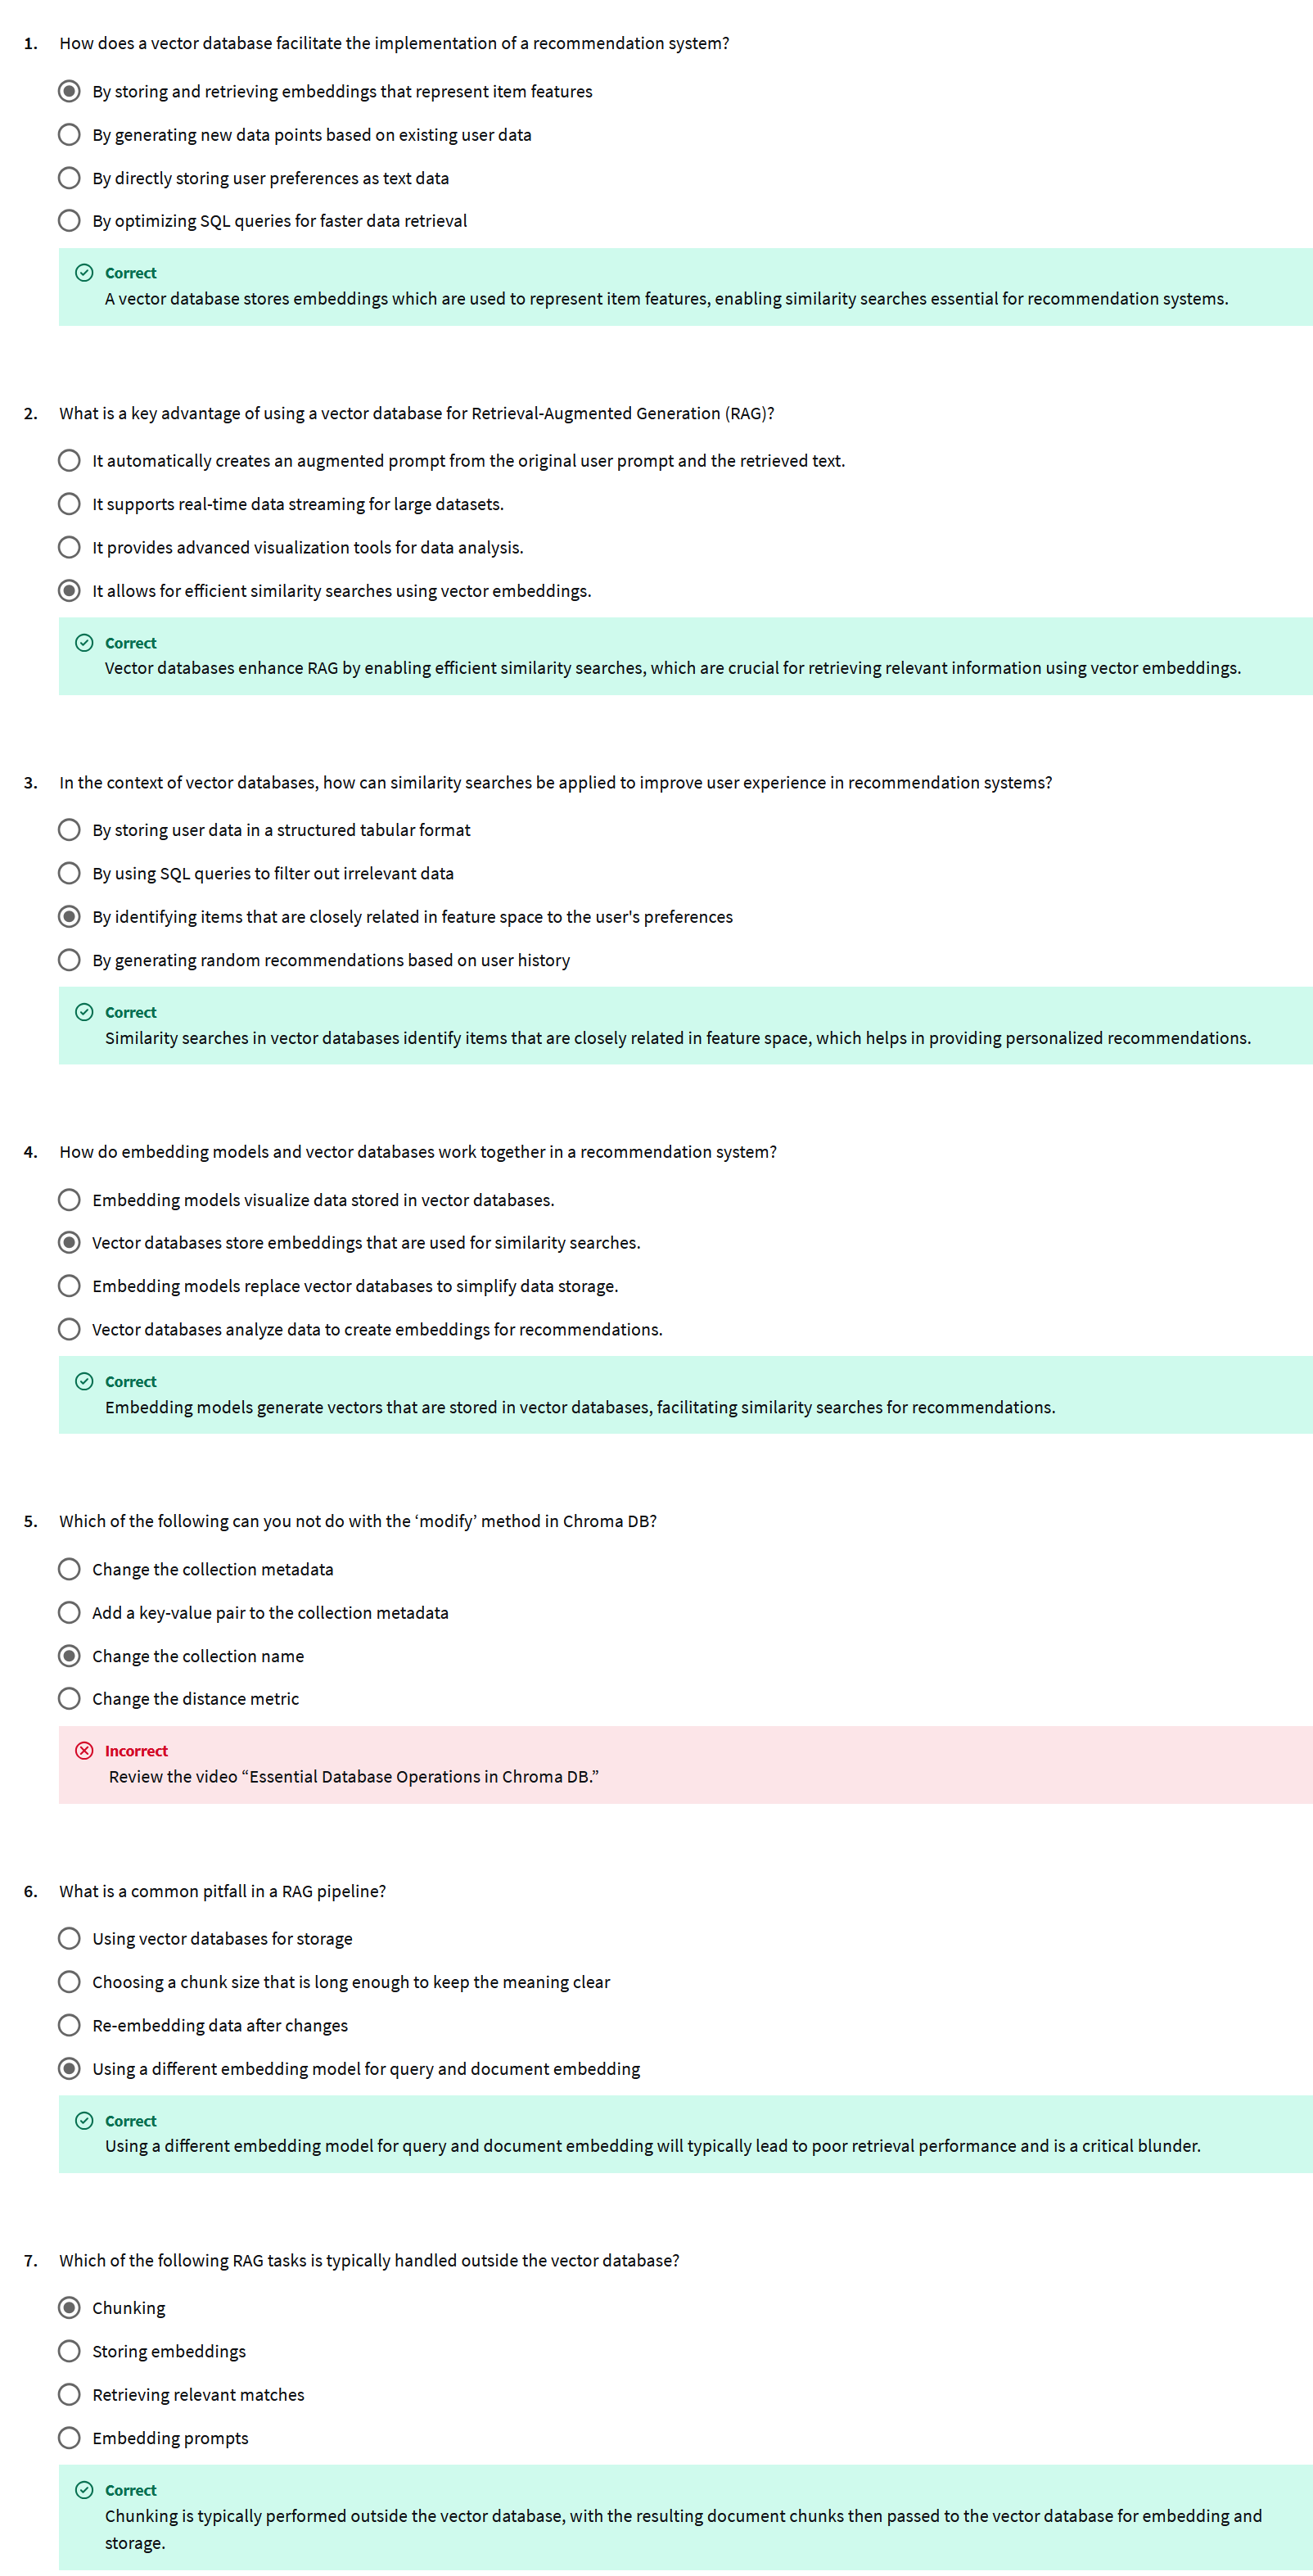 1. How does a vector database facilitate the implementation of a recommendation system?
By storing and retrieving embeddings that represent item features
By generating new data points based on existing user data
By directly storing user preferences as text data
By optimizing SQL queries for faster data retrieval
Correct
A vector database stores embeddings which are used to represent item features, enabling similarity searches essential for recommendation systems.
2. What is a key advantage of using a vector database for Retrieval-Augmented Generation (RAG)?
It automatically creates an augmented prompt from the original user prompt and the retrieved text.
It supports real-time data streaming for large datasets.
It provides advanced visualization tools for data analysis.
It allows for efficient similarity searches using vector embeddings.
Correct
Vector databases enhance RAG by enabling efficient similarity searches, which are crucial for retrieving relevant information using vector embeddings.
3. In the context of vector databases, how can similarity searches be applied to improve user experience in recommendation systems?
By storing user data in a structured tabular format
By using SQL queries to filter out irrelevant data
By identifying items that are closely related in feature space to the user's preferences
By generating random recommendations based on user history
Correct
Similarity searches in vector databases identify items that are closely related in feature space, which helps in providing personalized recommendations.
4. How do embedding models and vector databases work together in a recommendation system?
Embedding models visualize data stored in vector databases.
Vector databases store embeddings that are used for similarity searches.
Embedding models replace vector databases to simplify data storage.
Vector databases analyze data to create embeddings for recommendations.
Correct
Embedding models generate vectors that are stored in vector databases, facilitating similarity searches for recommendations.
5. Which of the following can you not do with the ‘modify’ method in Chroma DB?
Change the collection metadata
Add a key-value pair to the collection metadata
Change the collection name
Change the distance metric
Incorrect
Review the video “Essential Database Operations in Chroma DB.”
6. What is a common pitfall in a RAG pipeline?
Using vector databases for storage
Choosing a chunk size that is long enough to keep the meaning clear
Re-embedding data after changes
Using a different embedding model for query and document embedding
Correct
Using a different embedding model for query and document embedding will typically lead to poor retrieval performance and is a critical blunder.
7. Which of the following RAG tasks is typically handled outside the vector database?
Chunking
Storing embeddings
Retrieving relevant matches
Embedding prompts
Correct
Chunking is typically performed outside the vector database, with the resulting document chunks then passed to the vector database for embedding and
storage.